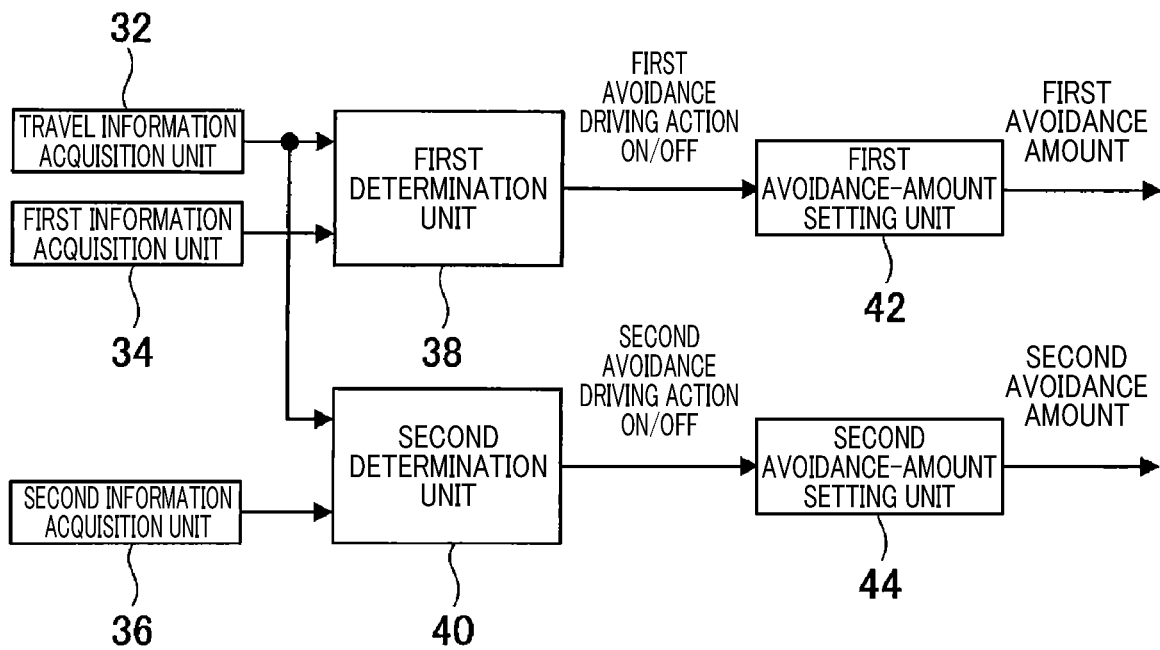 32
TRAVEL INFORMATION
ACQUISITION UNIT
FIRST INFORMATION
ACQUISITION UNIT
34
FIRST
DETERMINATION
UNIT
38
FIRST
AVOIDANCE
DRIVING ACTION
ON/OFF
FIRST
AVOIDANCE-AMOUNT
SETTING UNIT
42
FIRST
AVOIDANCE
AMOUNT
SECOND INFORMATION
ACQUISITION UNIT
36
SECOND
DETERMINATION
UNIT
40
SECOND
AVOIDANCE
DRIVING ACTION
ON/OFF
SECOND
AVOIDANCE-AMOUNT
SETTING UNIT
44
SECOND
AVOIDANCE
AMOUNT